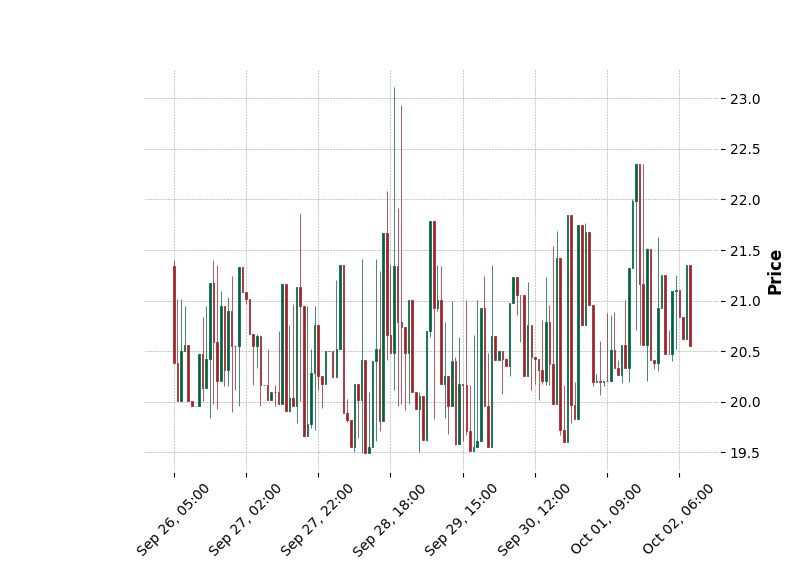 23.0
22.5
22.0
21.5
21.0
20.5
20.0
19.5
Price
Sep 26, 05:00
Sep 27, 02:00
Sep 27, 22:00
Sep 28, 18:00
Sep 29, 15:00
Sep 30, 12:00
Oct 01, 09:00
Oct 02, 06:00